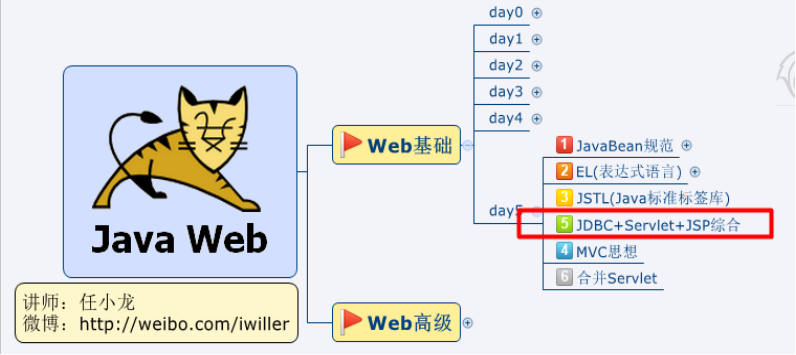 day0
day1
day2
day3
day4
Web基础
1 JavaBean规范
2 EL(表达式语言)
3 JSTL(Java标准标签库)
day5
5 JDBC+Servlet+JSP综合
4 MVC思想
6 合并Servlet
Java Web
讲师：任小龙
微博：http://weibo.com/iwiller
Web高级